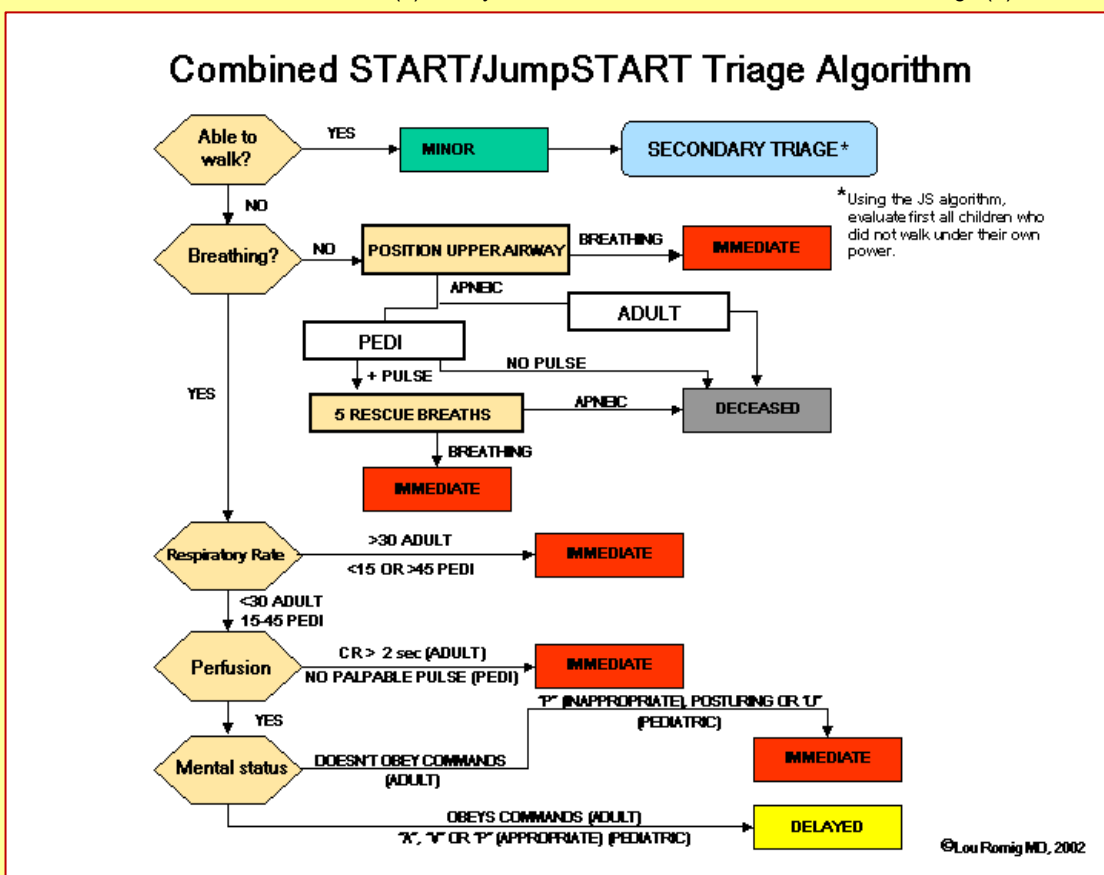 Combined START/JumpSTART Triage Algorithm
Able to
walk?
YES
MINOR
SECONDARY TRIAGE*
NO
*Using the JS algorithm,
evaluate first all children who
did not walk under their own
power.
Breathing?
NO
POSITION UPPER AIRWAY
BREATHING
IMMEDIATE
APNEIC
ADULT
PEDI
NO PULSE
+ PULSE
YES
5 RESCUE BREATHS
APNEIC
DECEASED
BREATHING
IMMEDIATE
Respiratory Rate
>30 ADULT
<15 OR >45 PEDI
IMMEDIATE
<30 ADULT
15-45 PEDI
Perfusion
CR > 2 sec (ADULT)
NO PALPABLE PULSE (PEDI)
IMMEDIATE
YES
"P" (INAPPROPRIATE), POSTURING OR "U"
(PEDIATRIC)
Mental status
DOESN'T OBEY COMMANDS
(ADULT)
IMMEDIATE
OBEYS COMMANDS (ADULT)
"A", "V" OR "P" (APPROPRIATE) (PEDIATRIC)
DELAYED
©Lou Romig MD, 2002